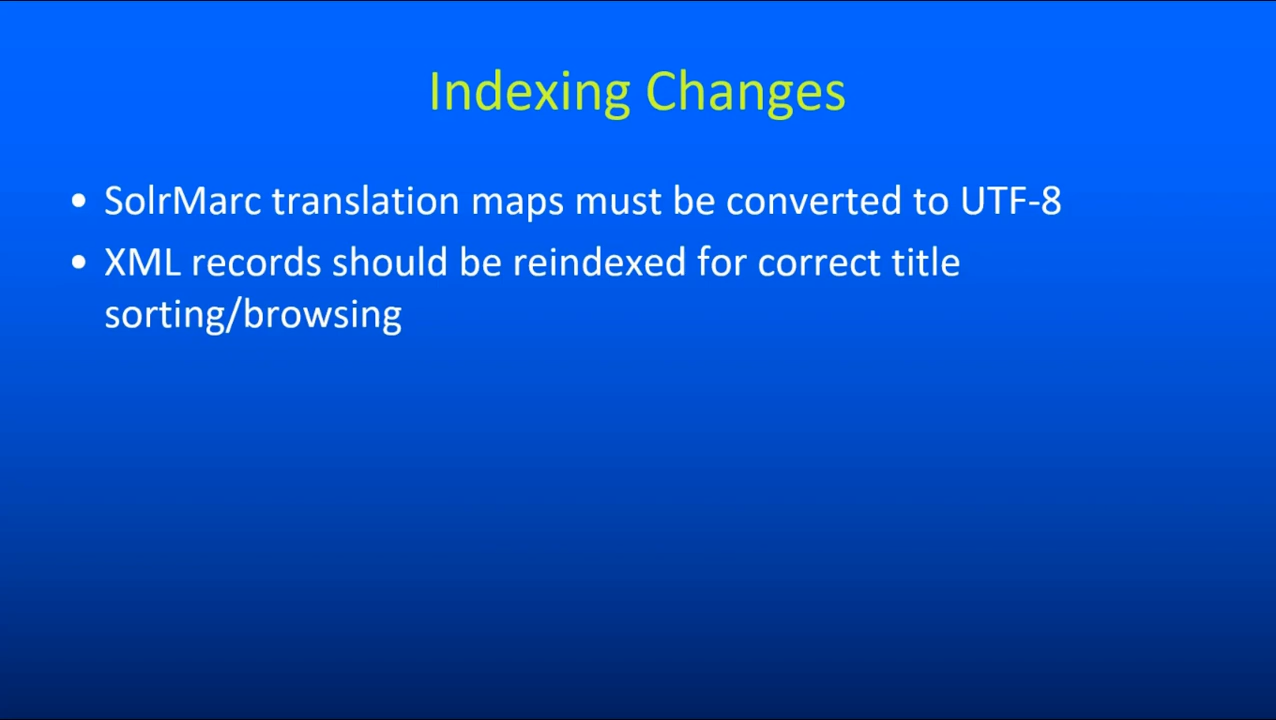 Indexing Changes
• SolrMarc translation maps must be converted to UTF-8
• XML records should be reindexed for correct title
sorting/browsing